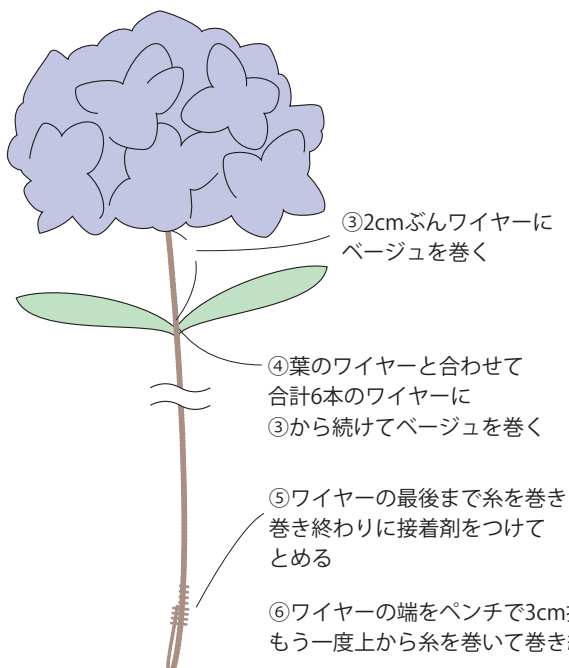 ③2cmぶんワイヤーに
ベージュを巻く
④葉のワイヤーと合わせて
合計6本のワイヤーに
③から続けてベージュを巻く
⑤ワイヤーの最後まで糸を巻き
巻き終わりに接着剤をつけて
とめる
⑥ワイヤーの端をペンチで3cm
もう一度上から糸を巻いて巻き